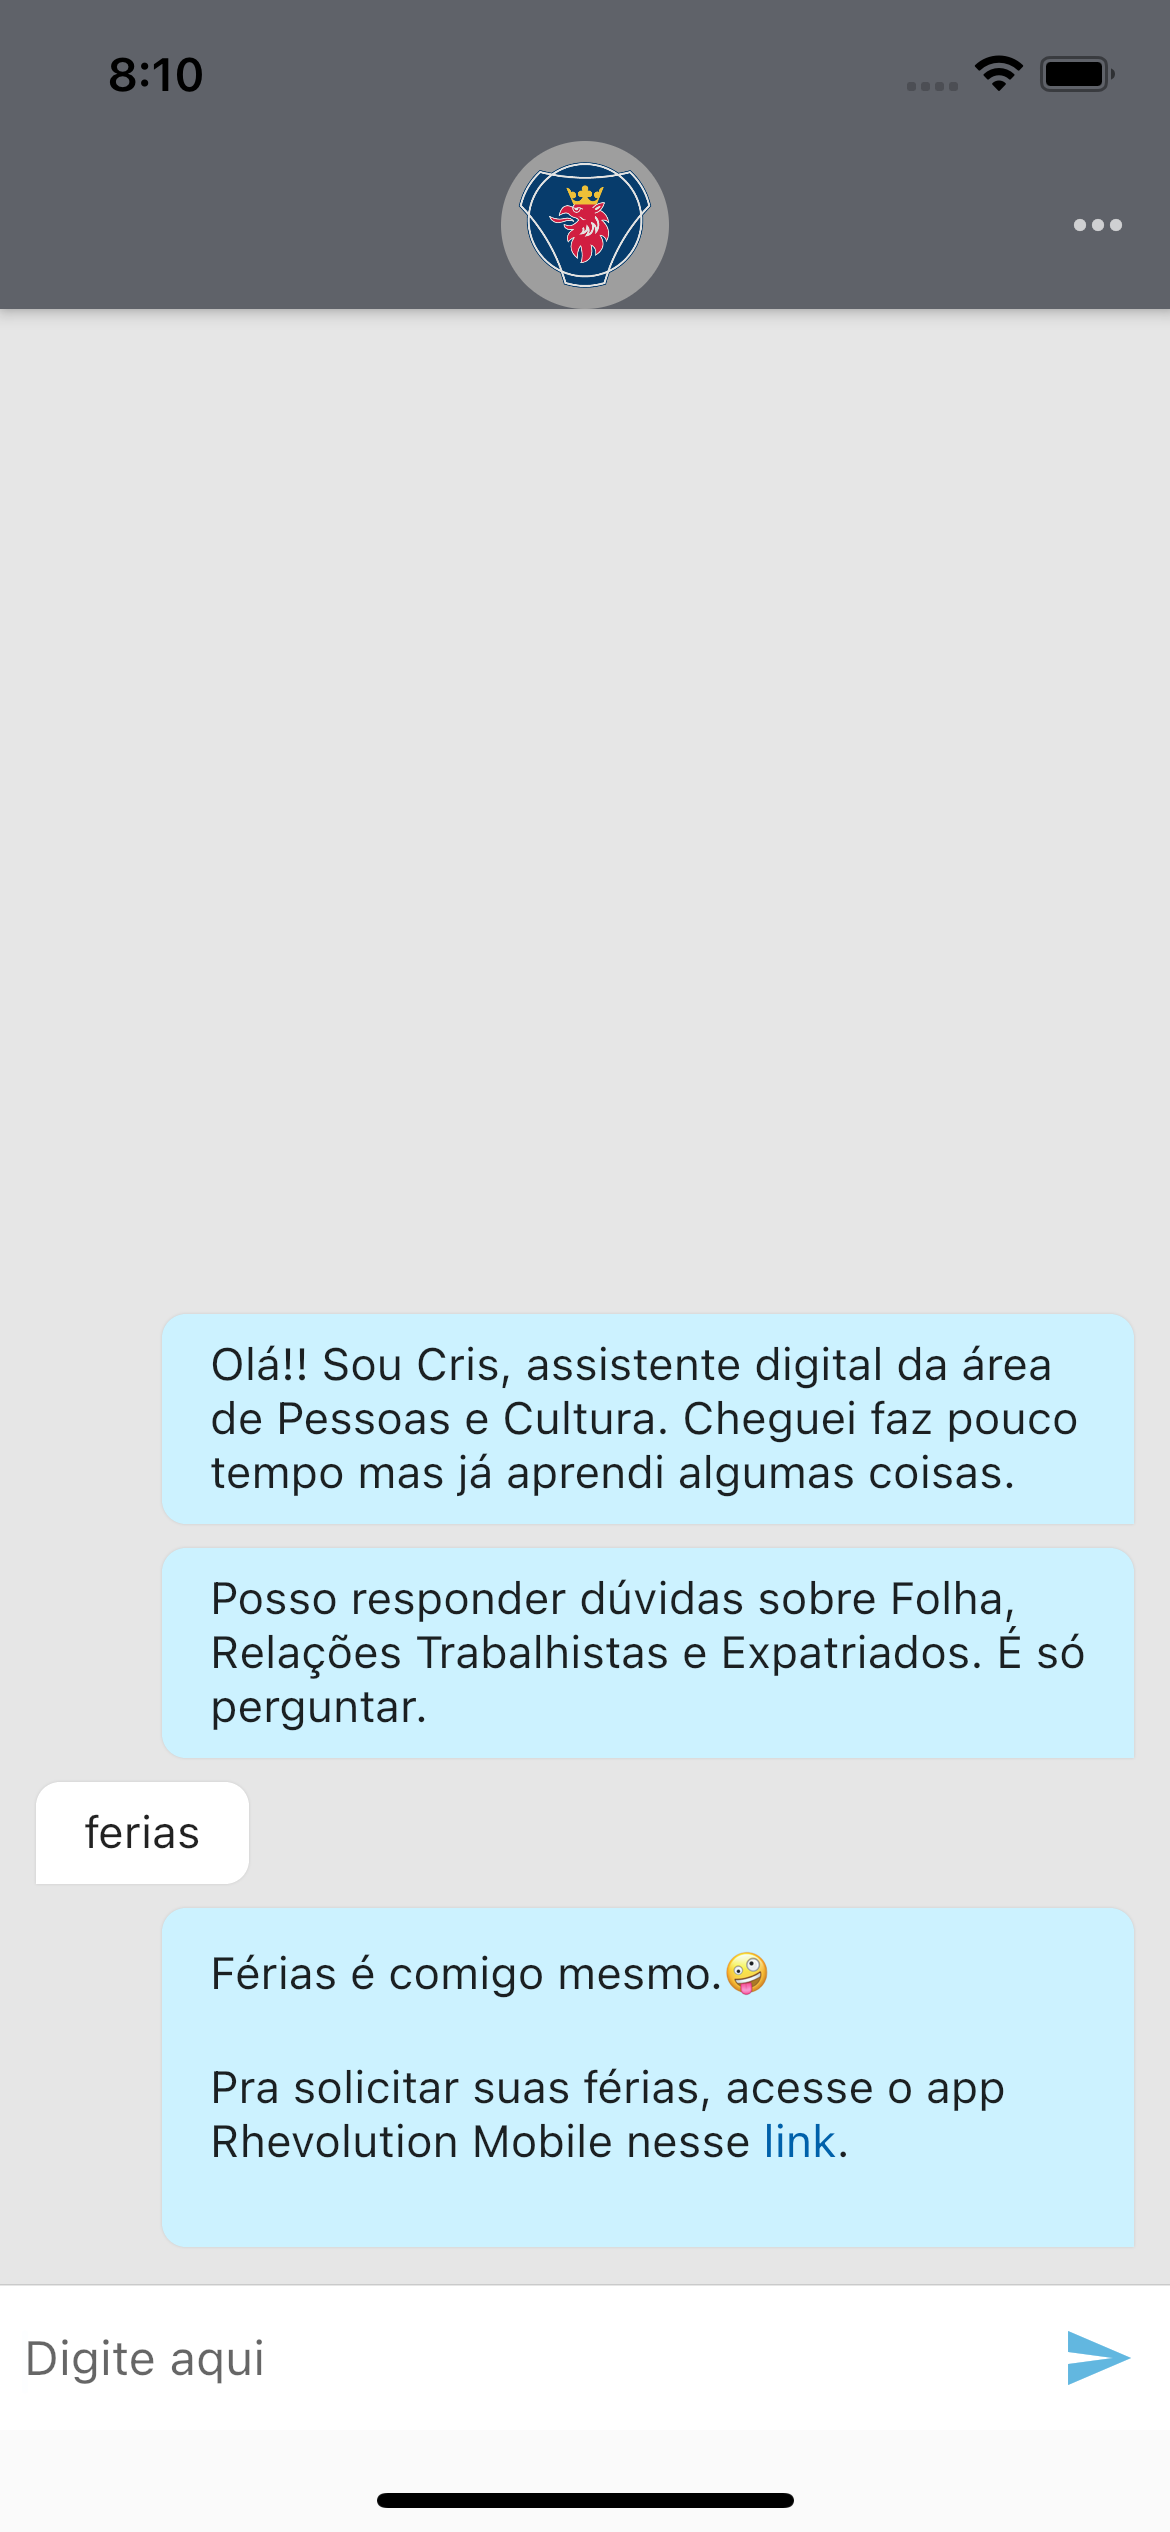 8:10
Olá!! Sou Cris, assistente digital da área
de Pessoas e Cultura. Cheguei faz pouco
tempo mas já aprendi algumas coisas.
Posso responder dúvidas sobre Folha,
Relações Trabalhistas e Expatriados. É só
perguntar.
ferias
Férias é comigo mesmo.🤪
Pra solicitar suas férias, acesse o app
Rhevolution Mobile nesse link.
Digite aqui